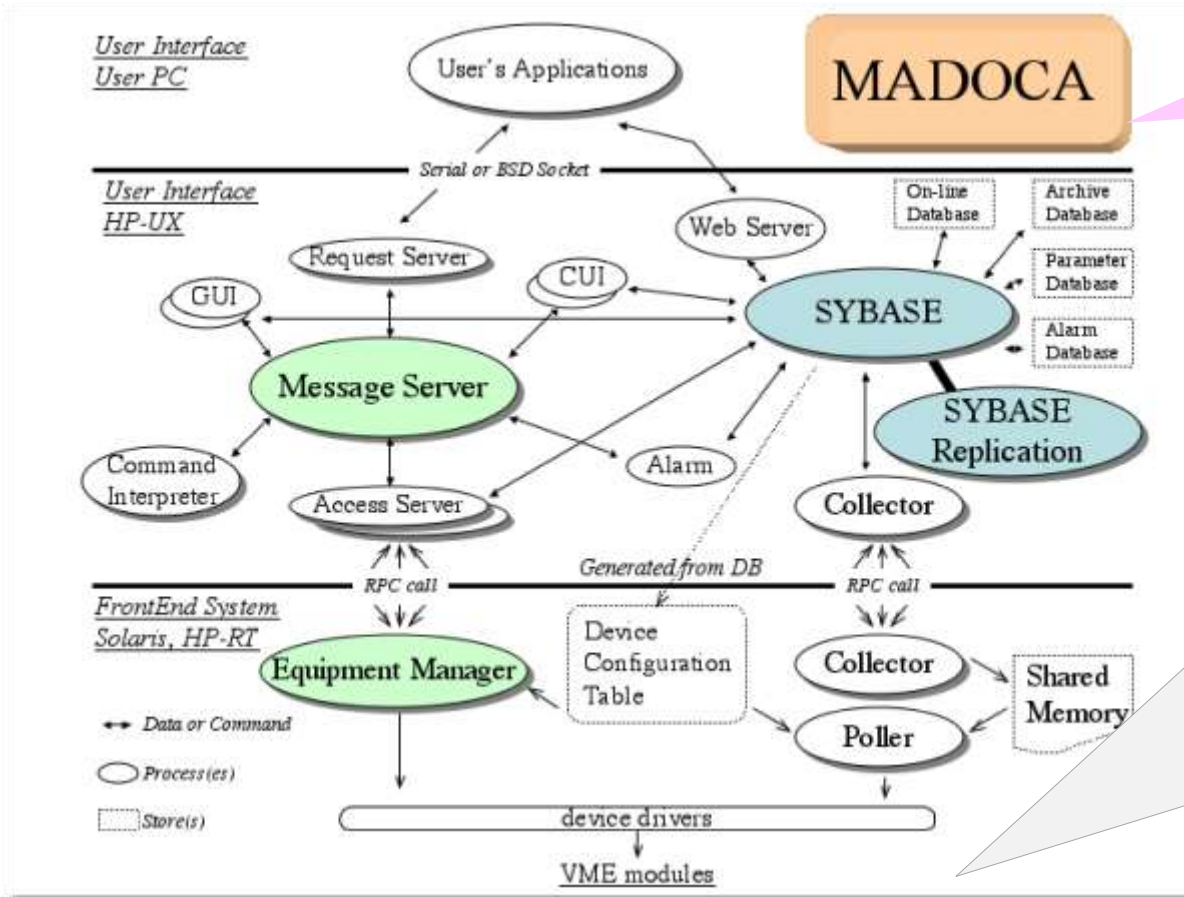 User Interface
User PC
User's Applications
MADOCA
Serial or BSD Socket
User Interface
HP-UX
On-line
Database
Archive
Database
Web Server
Request Server
Parameter
Database
GUI
CUI
SYBASE
Alarm
Database
Message Server
SYBASE
Replication
Command
Interpreter
Alarm
Access Server
Collector
Generated from DB
RPC call
RPC call
FrontEnd System
Solaris, HP-RT
Device
Configuration
Table
Equipment Manager
Collector
Shared
Memory
Data or Command
Poller
Process(es)
Store(s)
device drivers
VME modules